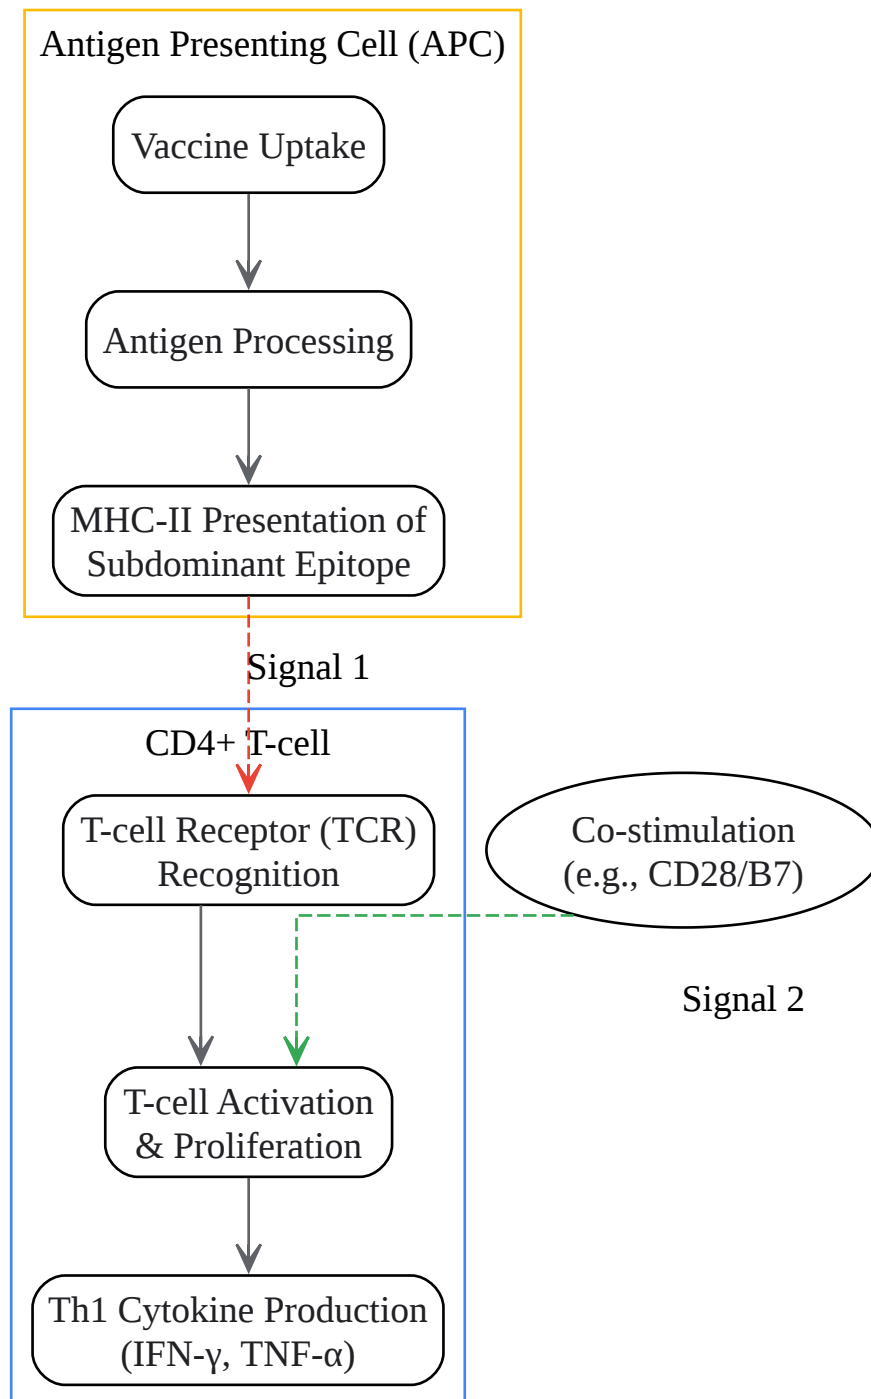 Antigen Presenting Cell (APC)
Vaccine Uptake
Antigen Processing
MHC-II Presentation of
Subdominant Epitope
Signal 1
CD4+ T-cell
T-cell Receptor (TCR)
Recognition
Co-stimulation
(e.g., CD28/B7)
Signal 2
T-cell Activation
& Proliferation
Th1 Cytokine Production
(IFN-γ, TNF-α)